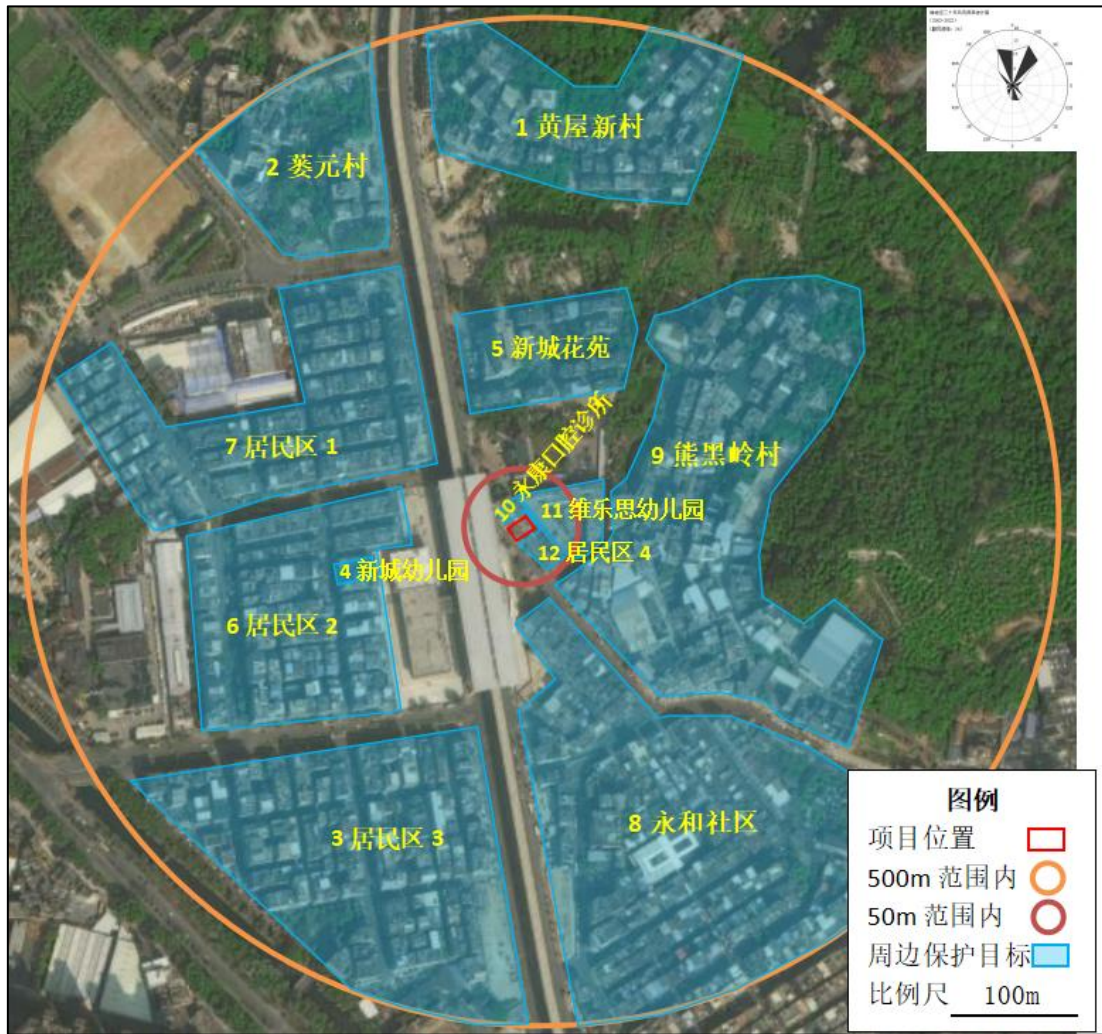 1 黄屋新村
2 蒌元村
5 新城花苑
10 永康口腔诊所
9 熊黑岭村
7 居民区 1
11 维乐思幼儿园
12 居民区 4
4 新城幼儿园
6 居民区 2
3 居民区 3
8 永和社区
图例
项目位置
500m 范围内
50m 范围内
周边保护目标
比例尺 100m